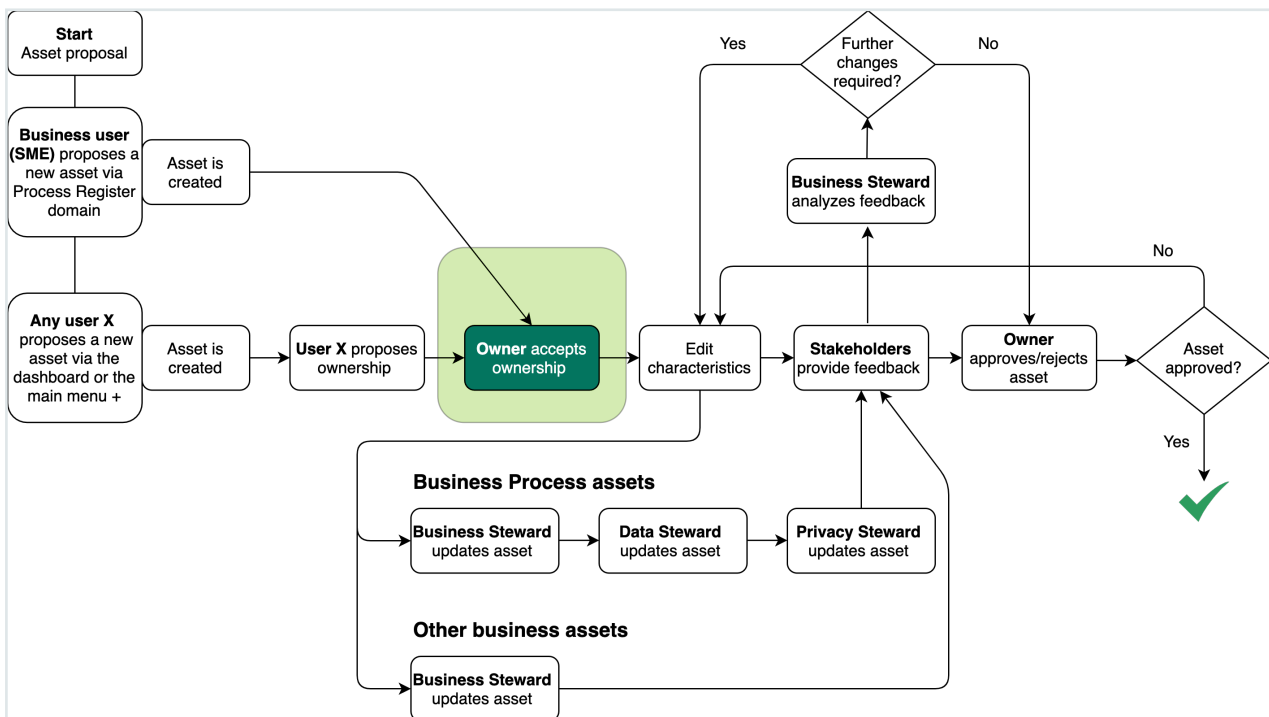 Start
Asset proposal
Business user
(SME) proposes a
new asset via
Process Register
domain
Asset is
created
Any user X
proposes a new
asset via the
dashboard or the
main menu +
Asset is
created
User X proposes
ownership
Owner accepts
ownership
Edit
characteristics
Stakeholders
provide feedback
Business Steward
analyzes feedback
Further
changes
required?
Yes
No
Owner
approves/rejects
asset
Asset
approved?
No
Yes
Business Process assets
Business Steward
updates asset
Data Steward
updates asset
Privacy Steward
updates asset
Other business assets
Business Steward
updates asset